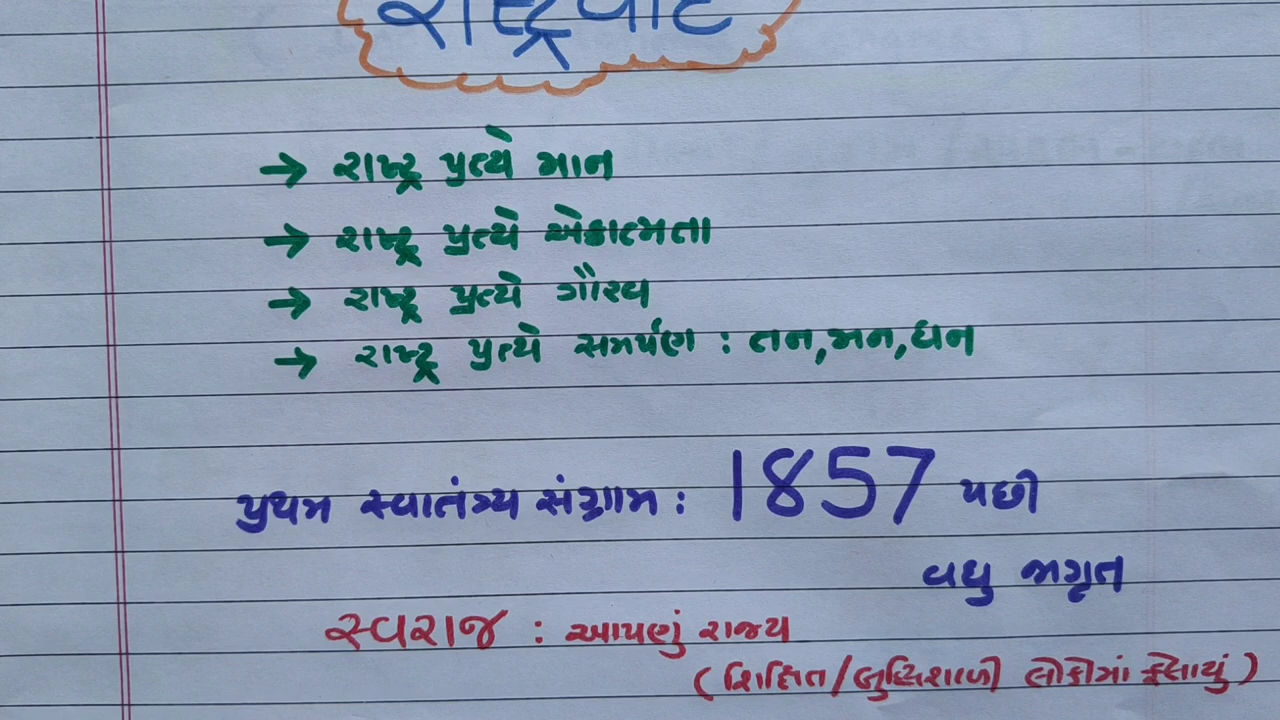 રાષ્ટ્રવાદ
→ રાષ્ટ્ર પ્રત્યે માન
→ રાષ્ટ્ર પ્રત્યે એકાત્મતા
→ રાષ્ટ્ર પ્રત્યે ગૌરવ
→ રાષ્ટ્ર પ્રત્યે સમર્પણ : તન,મન,ધન
પ્રથમ સ્વાતંત્ર્ય સંગ્રામ : 1857 પછી
વધુ જાગૃત
સ્વરાજ : આપણું રાજ્ય
(શિક્ષિત/બુદ્ધિશાળી લોકોમાં ફેલાયું)